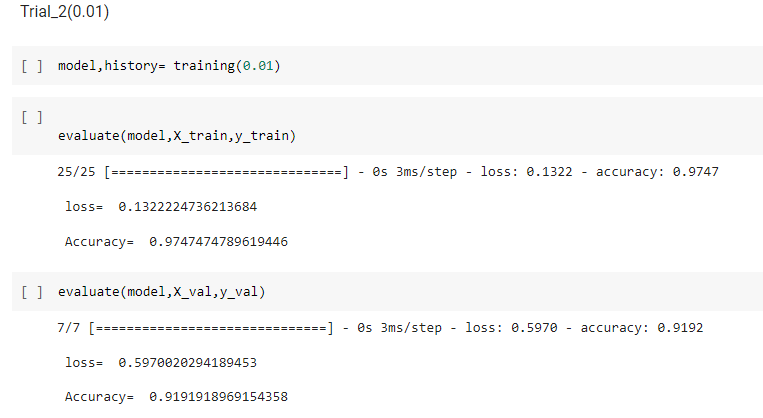 Trial_2(0.01)
[ ] model,history= training(0.01)
[ ]
evaluate(model,X_train,y_train)
25/25 [==============================] - 0s 3ms/step - loss: 0.1322 - accuracy: 0.9747
loss= 0.1322224736213684
Accuracy= 0.9747474789619446
[ ] evaluate(model,X_val,y_val)
7/7 [==============================] - 0s 3ms/step - loss: 0.5970 - accuracy: 0.9192
loss= 0.5970020294189453
Accuracy= 0.9191918969154358